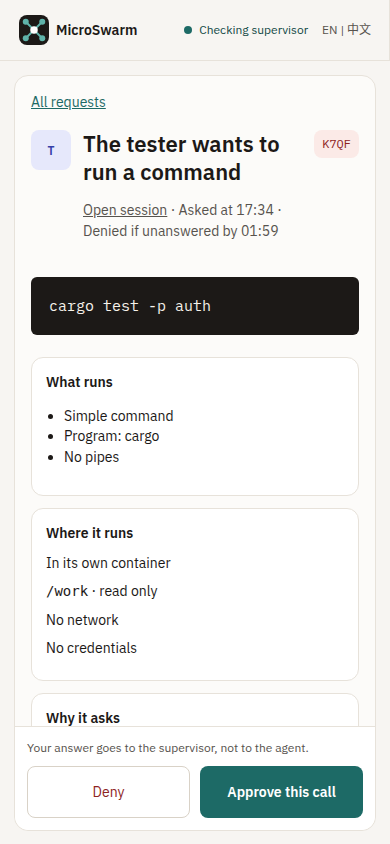 MicroSwarm
Checking supervisor
EN | 中文
All requests
T
The tester wants to
run a command
K7QF
Open session · Asked at 17:34 ·
Denied if unanswered by 01:59
cargo test -p auth
What runs
• Simple command
• Program: cargo
• No pipes
Where it runs
In its own container
/work · read only
No network
No credentials
Why it asks
Your answer goes to the supervisor, not to the agent.
Deny
Approve this call